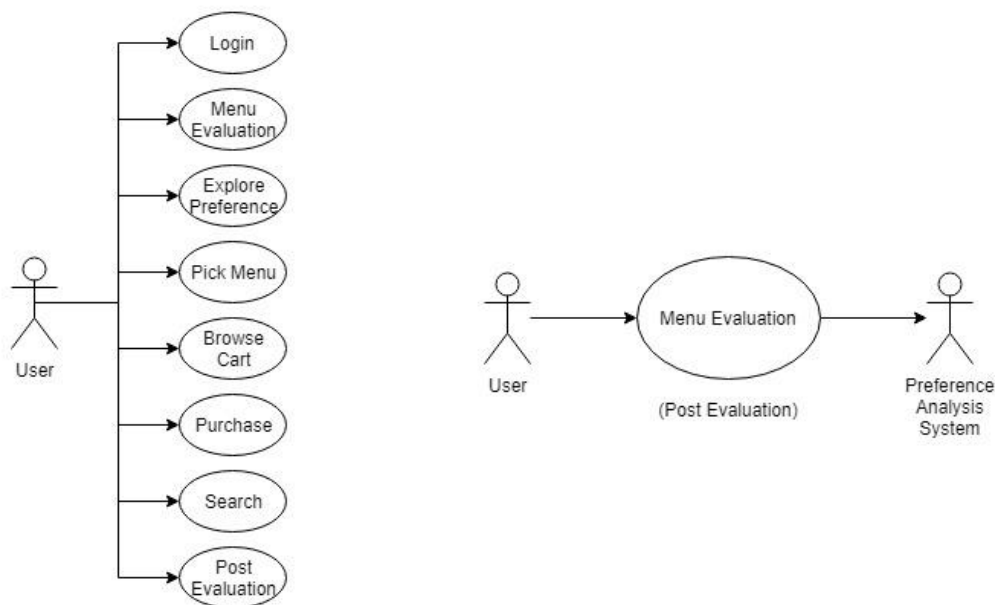 Login
Menu
Evaluation
Explore
Preference
Pick Menu
Browse
Cart
Purchase
Search
Post
Evaluation
User
User
Menu Evaluation
(Post Evaluation)
Preference
Analysis
System